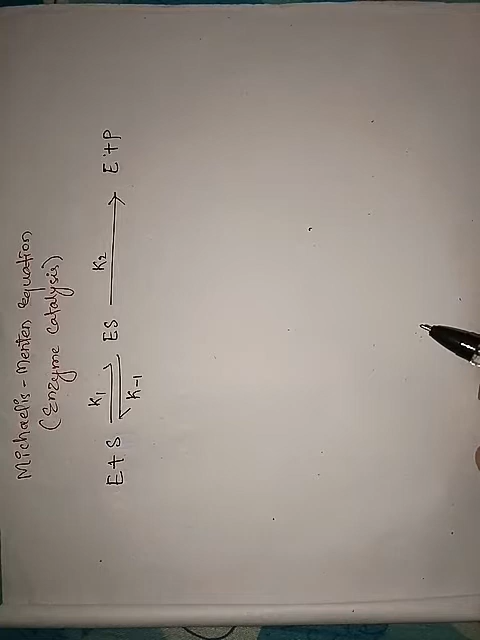 Michaelis-Menten equation
(Enzyme catalysis)
E + S ⇌ ES ⟶ E + P
K1 K2
K-1